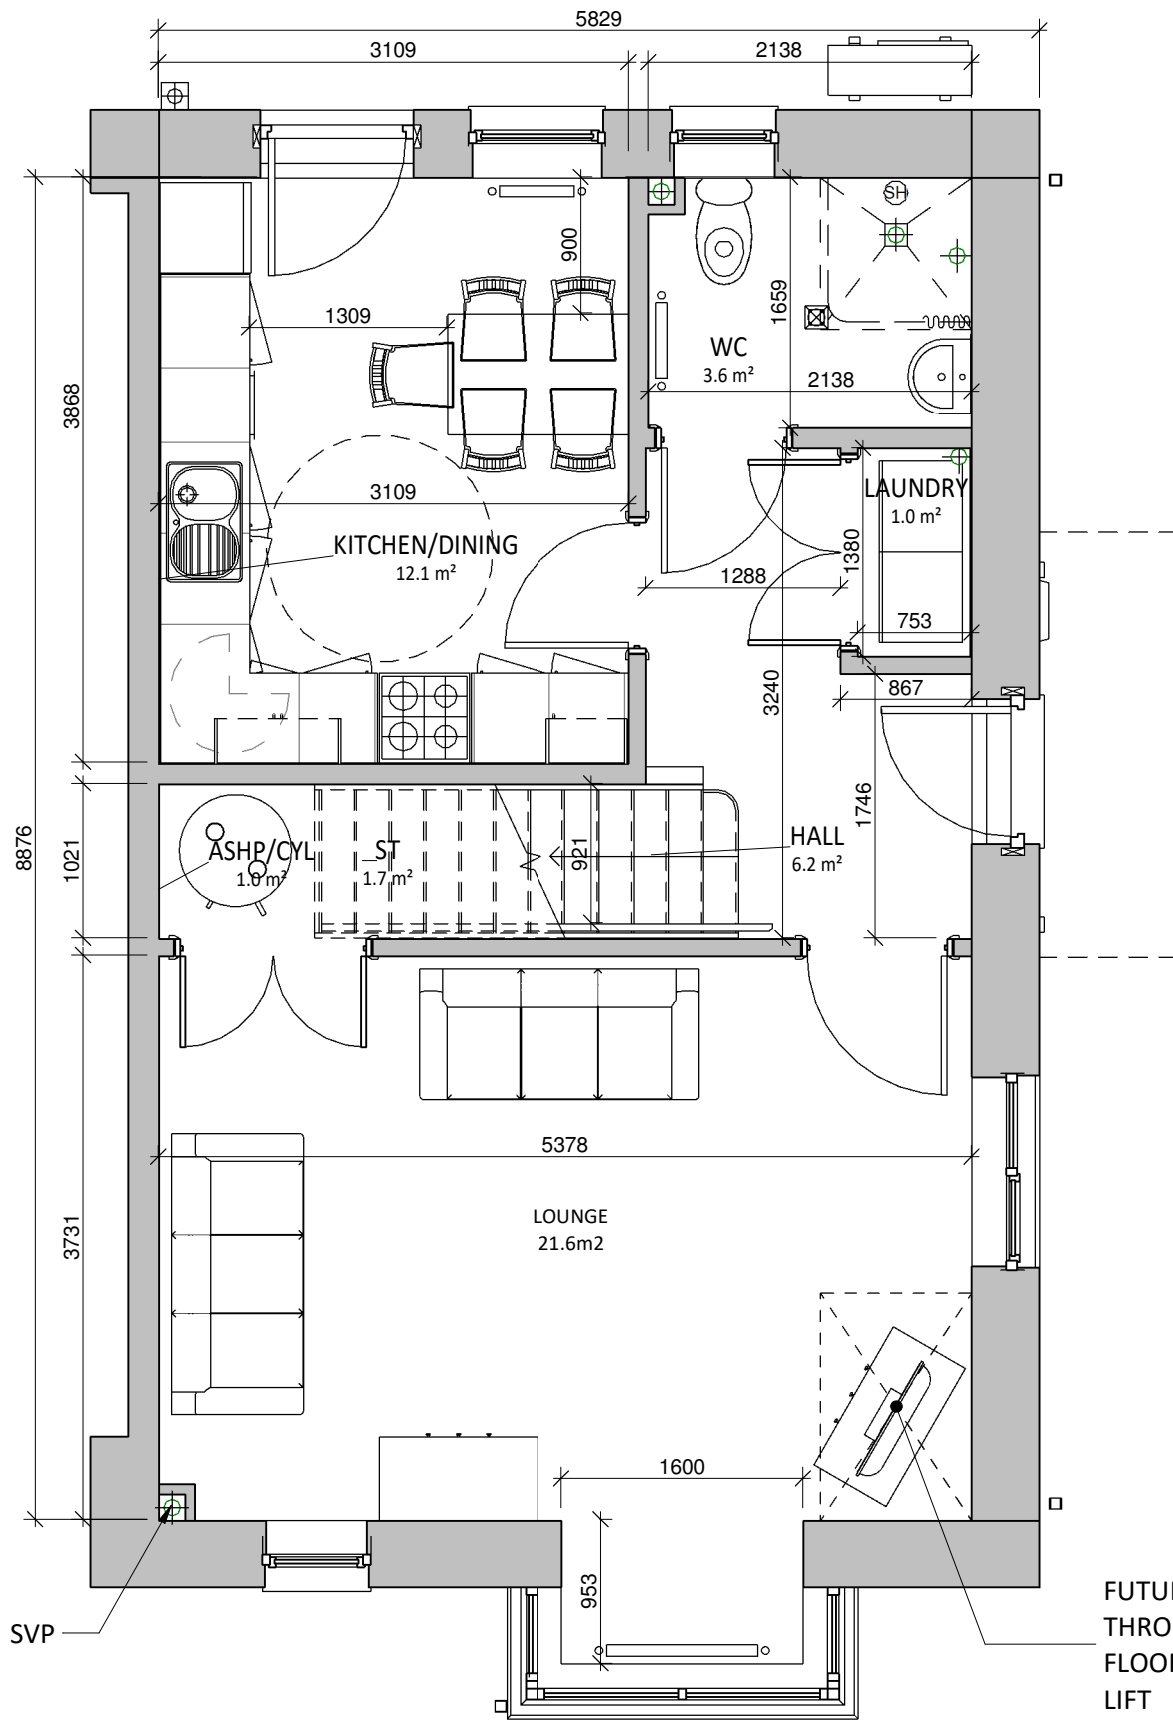 5829
3109
2138
SH
900
1309
1659
WC
3.6 m²
2138
3868
3109
LAUNDRY
1.0 m²
KITCHEN/DINING
12.1 m²
1380
1288
753
867
3240
1746
8876
1021
ASHP/CYL
1.0 m²
ST
1.7 m²
921
HALL
6.2 m²
5378
3731
LOUNGE
21.6m2
1600
953
SVP
THRO
LIFT